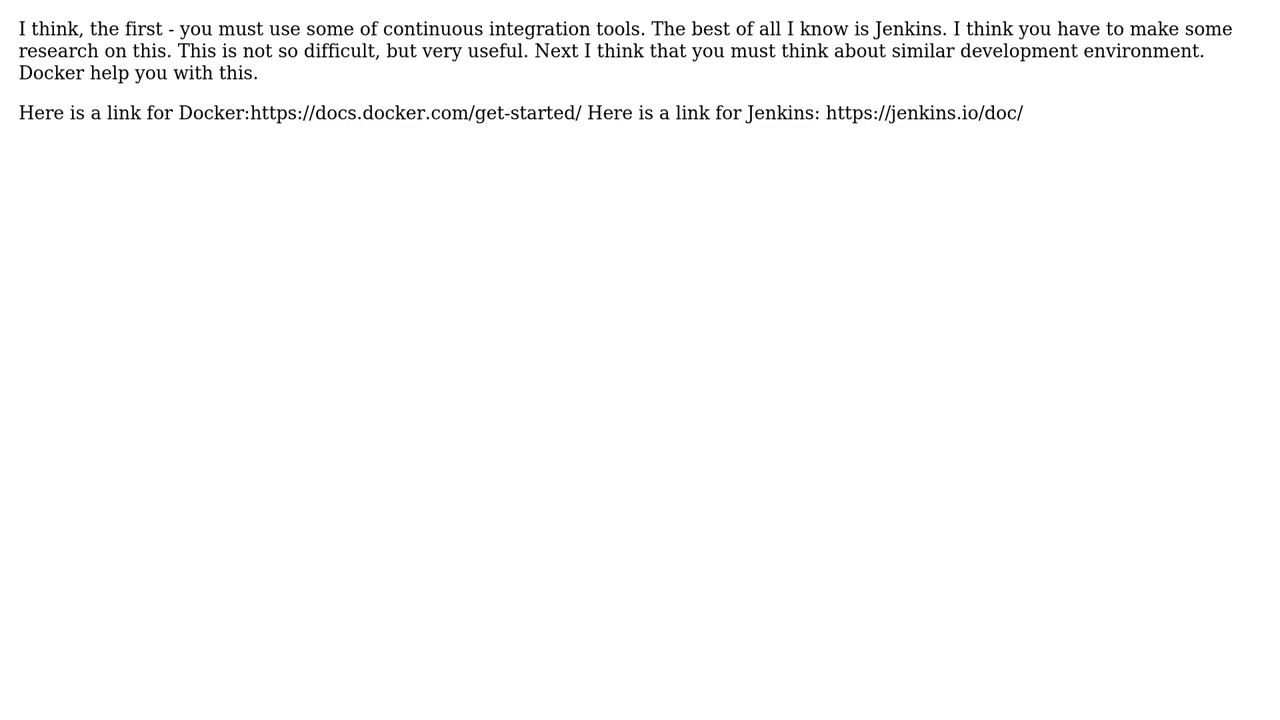 I think, the first - you must use some of continuous integration tools. The best of all I know is Jenkins. I think you have to make some
research on this. This is not so difficult, but very useful. Next I think that you must think about similar development environment.
Docker help you with this.
Here is a link for Docker:https://docs.docker.com/get-started/ Here is a link for Jenkins: https://jenkins.io/doc/